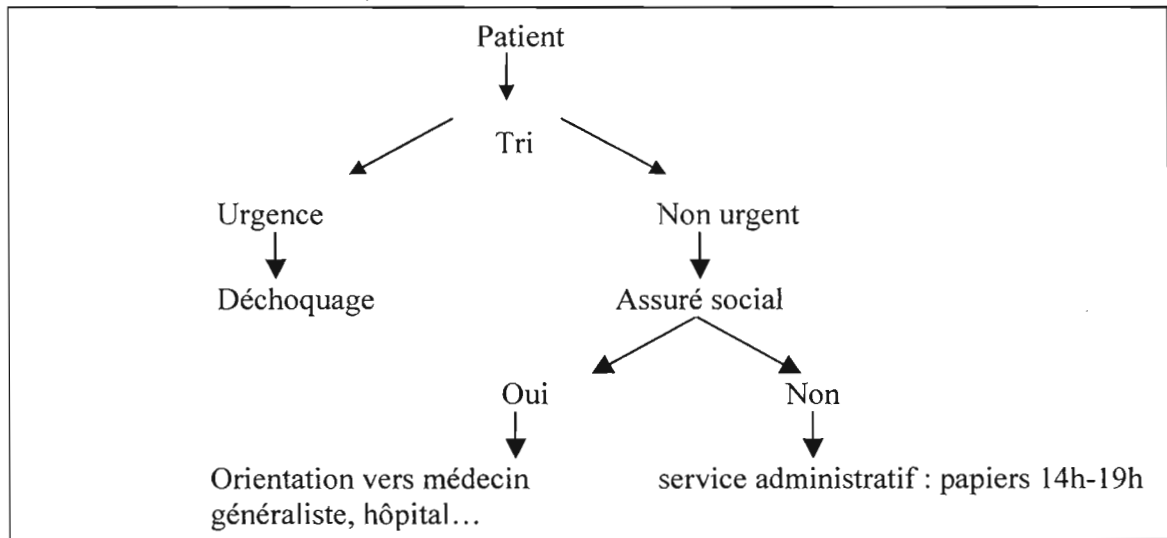 Patient
Tri
Urgence
Non urgent
Déchoquage
Assuré social
Oui
Non
Orientation vers médecin
généraliste, hôpital…
service administratif : papiers 14h-19h